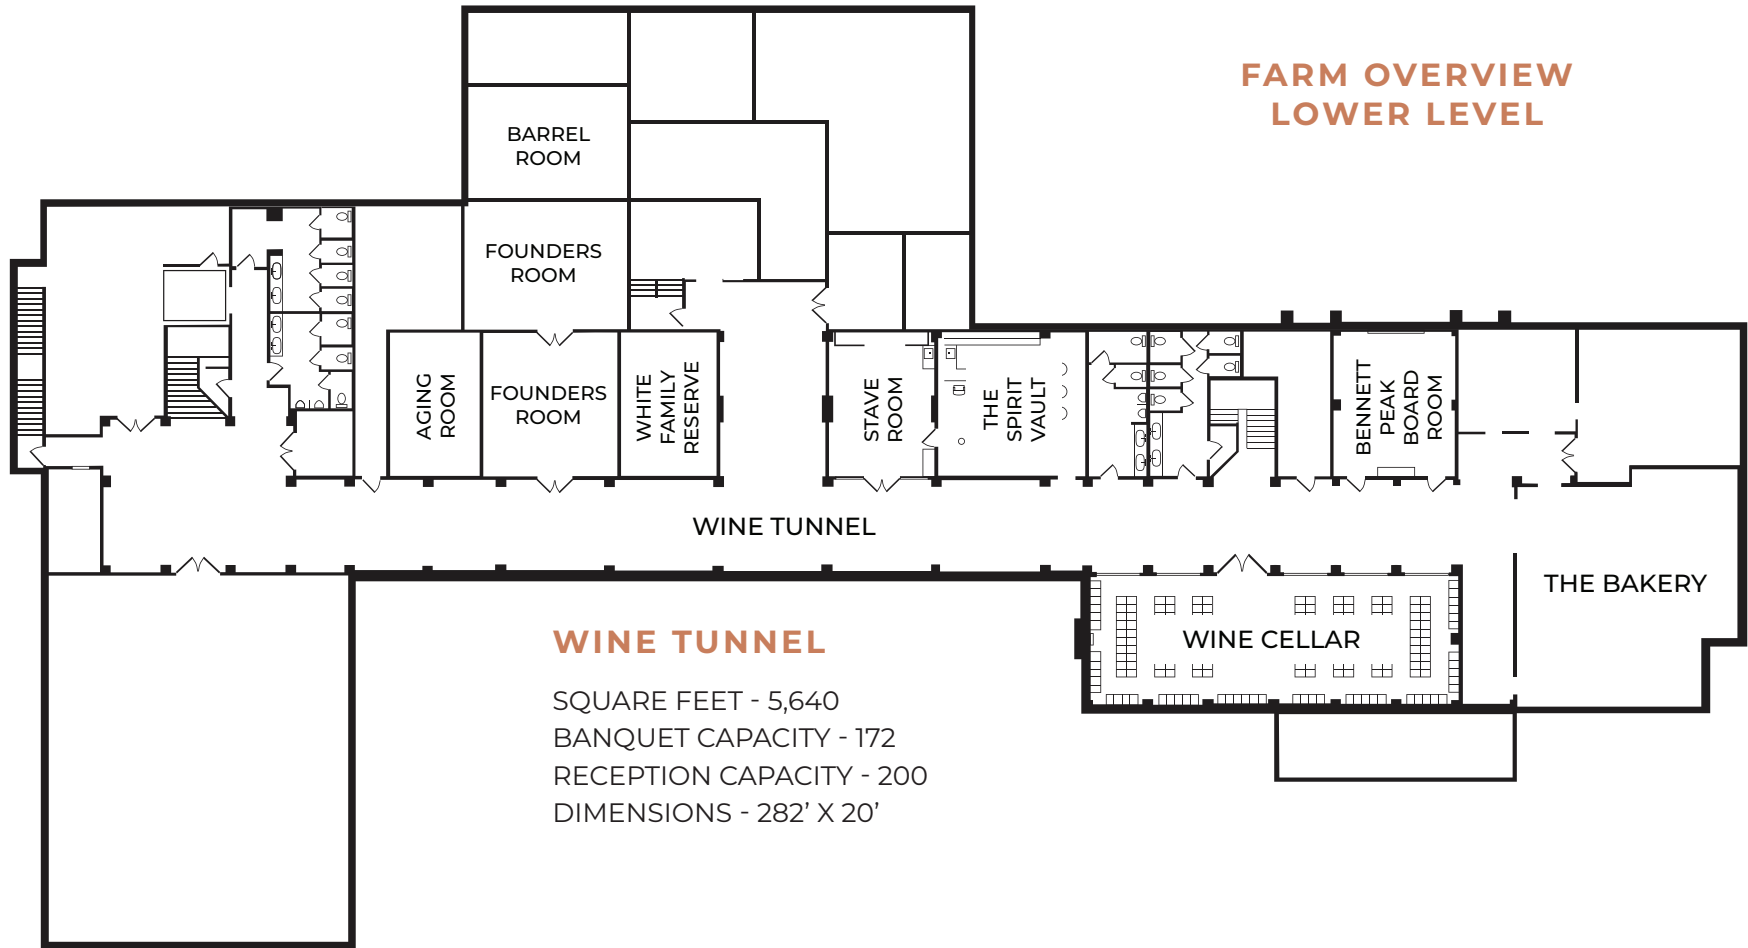 FARM OVERVIEW
LOWER LEVEL
BARREL
ROOM
FOUNDERS
ROOM
AGING
ROOM
FOUNDERS
ROOM
WHITE
FAMILY
RESERVE
STAVE
ROOM
THE
SPIRIT
VAULT
BENNETT
PEAK
BOARD
ROOM
WINE TUNNEL
THE BAKERY
WINE CELLAR
WINE TUNNEL
SQUARE FEET - 5,640
BANQUET CAPACITY - 172
RECEPTION CAPACITY - 200
DIMENSIONS - 282’ X 20’